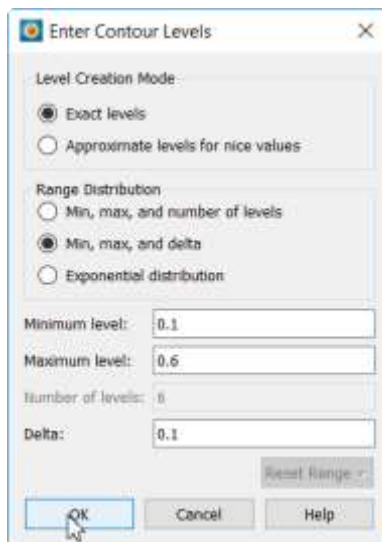 Enter Contour Levels
Level Creation Mode
Exact levels
Approximate levels for nice values
Range Distribution
Min, max, and number of levels
Min, max, and delta
Exponential distribution
Minimum level: 0.1
Maximum level: 0.6
Number of levels: 6
Delta: 0.1
Reset Range
OK Cancel Help